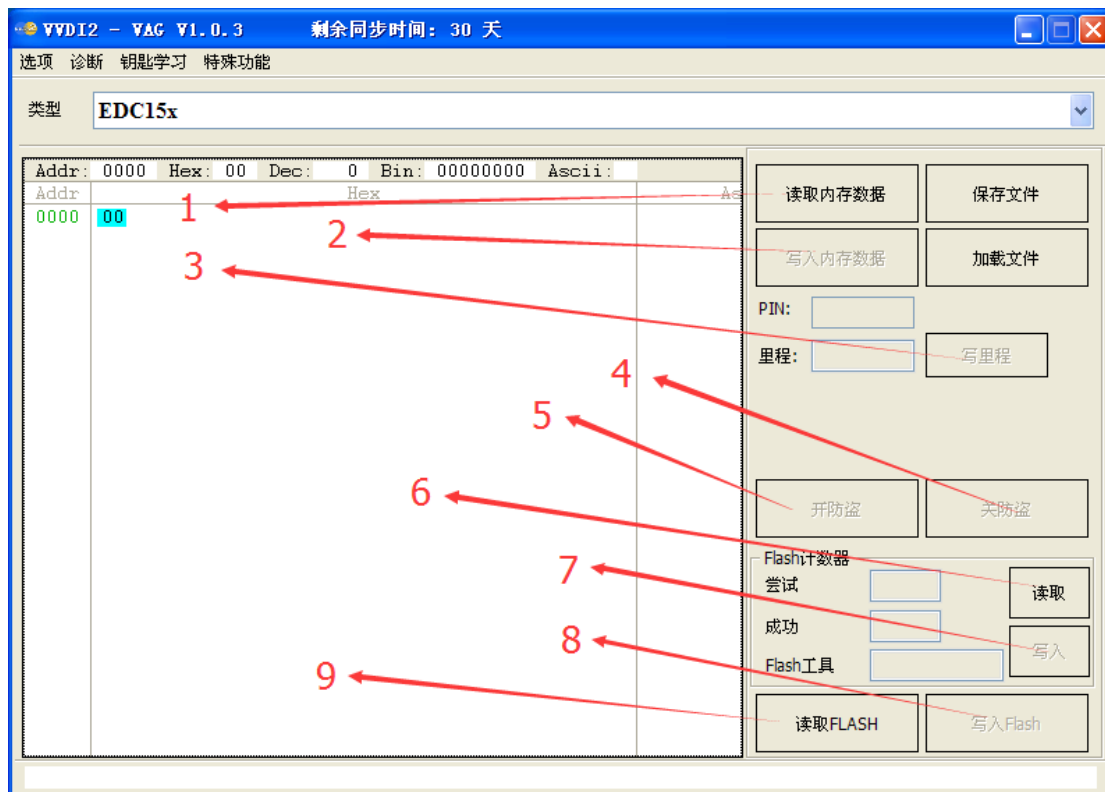 VVDI2 - VAG V1.0.3 剩余同步时间: 30 天
选项 诊断 钥匙学习 特殊功能
类型 EDC15x
Addr: 0000 Hex: 00 Dec: 0 Bin: 00000000 Ascii:
Addr Hex As
0000 00
1
2
3
4
5
6
7
8
9
读取内存数据 保存文件
写入内存数据 加载文件
PIN:
里程: 写里程
开防盗 关防盗
Flash计数器
尝试 读取
成功
写入
Flash工具
读取FLASH 写入Flash